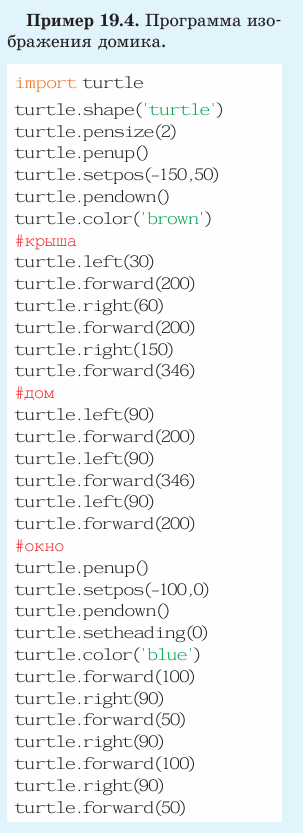 Пример 19.4. Программа изо-
бражения домика.
import turtle
turtle.shape('turtle')
turtle.pensize(2)
turtle.penup()
turtle.setpos(-150,50)
turtle.pendown()
turtle.color('brown')
#крыша
turtle.left(30)
turtle.forward(200)
turtle.right(60)
turtle.forward(200)
turtle.right(150)
turtle.forward(346)
#дом
turtle.left(90)
turtle.forward(200)
turtle.left(90)
turtle.forward(346)
turtle.left(90)
turtle.forward(200)
#окно
turtle.penup()
turtle.setpos(-100,0)
turtle.pendown()
turtle.setheading(0)
turtle.color('blue')
turtle.forward(100)
turtle.right(90)
turtle.forward(50)
turtle.right(90)
turtle.forward(100)
turtle.right(90)
turtle.forward(50)